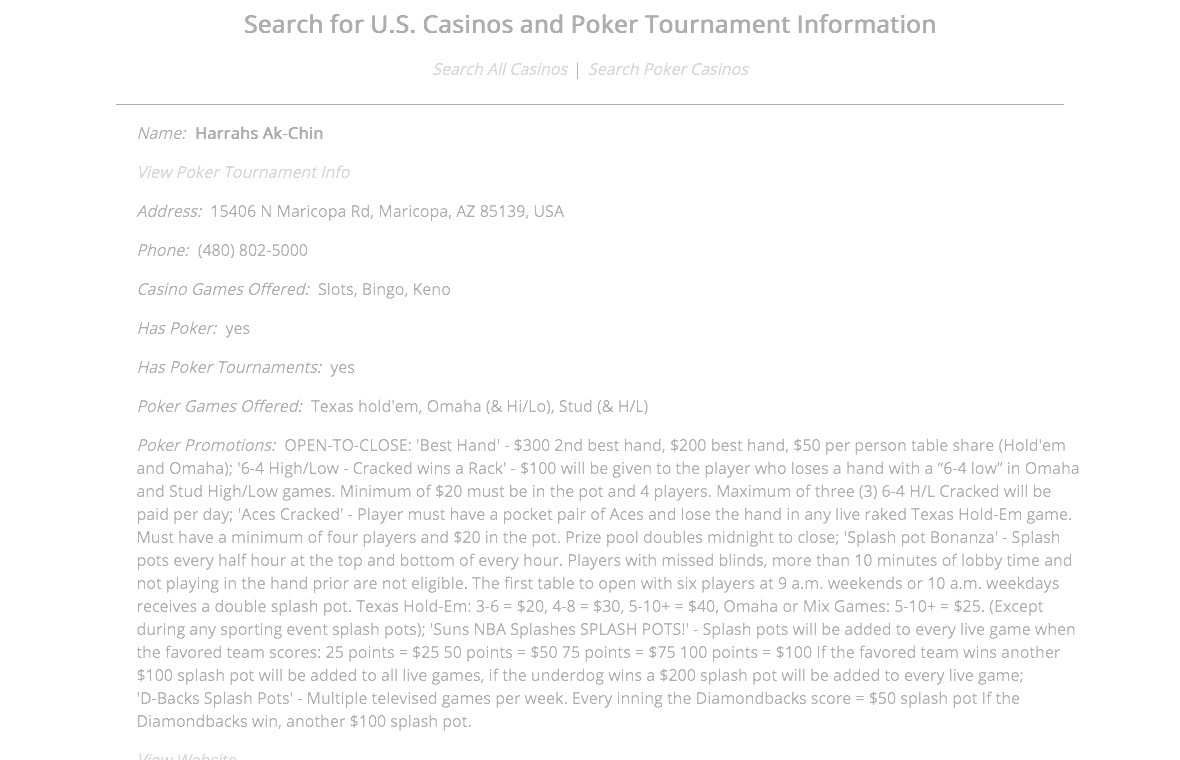 Search for U.S. Casinos and Poker Tournament Information
Search All Casinos | Search Poker Casinos
Name: Harrahs Ak-Chin
View Poker Tournament Info
Address: 15406 N Maricopa Rd, Maricopa, AZ 85139, USA
Phone: (480) 802-5000
Casino Games Offered: Slots, Bingo, Keno
Has Poker: yes
Has Poker Tournaments: yes
Poker Games Offered: Texas hold'em, Omaha (& Hi/Lo), Stud (& H/L)
Poker Promotions: OPEN-TO-CLOSE: 'Best Hand' - $300 2nd best hand, $200 best hand, $50 per person table share (Hold'em
and Omaha); '6-4 High/Low - Cracked wins a Rack' - $100 will be given to the player who loses a hand with a “6-4 low” in Omaha
and Stud High/Low games. Minimum of $20 must be in the pot and 4 players. Maximum of three (3) 6-4 H/L Cracked will be
paid per day; 'Aces Cracked' - Player must have a pocket pair of Aces and lose the hand in any live raked Texas Hold-Em game.
Must have a minimum of four players and $20 in the pot. Prize pool doubles midnight to close; 'Splash pot Bonanza' - Splash
pots every half hour at the top and bottom of every hour. Players with missed blinds, more than 10 minutes of lobby time and
not playing in the hand prior are not eligible. The first table to open with six players at 9 a.m. weekends or 10 a.m. weekdays
receives a double splash pot. Texas Hold-Em: 3-6 = $20, 4-8 = $30, 5-10+ = $40, Omaha or Mix Games: 5-10+ = $25. (Except
during any sporting event splash pots); 'Suns NBA Splashes SPLASH POTS!' - Splash pots will be added to every live game when
the favored team scores: 25 points = $25 50 points = $50 75 points = $75 100 points = $100 If the favored team wins another
$100 splash pot will be added to all live games, if the underdog wins a $200 splash pot will be added to every live game;
'D-Backs Splash Pots' - Multiple televised games per week. Every inning the Diamondbacks score = $50 splash pot If the
Diamondbacks win, another $100 splash pot.
View Website